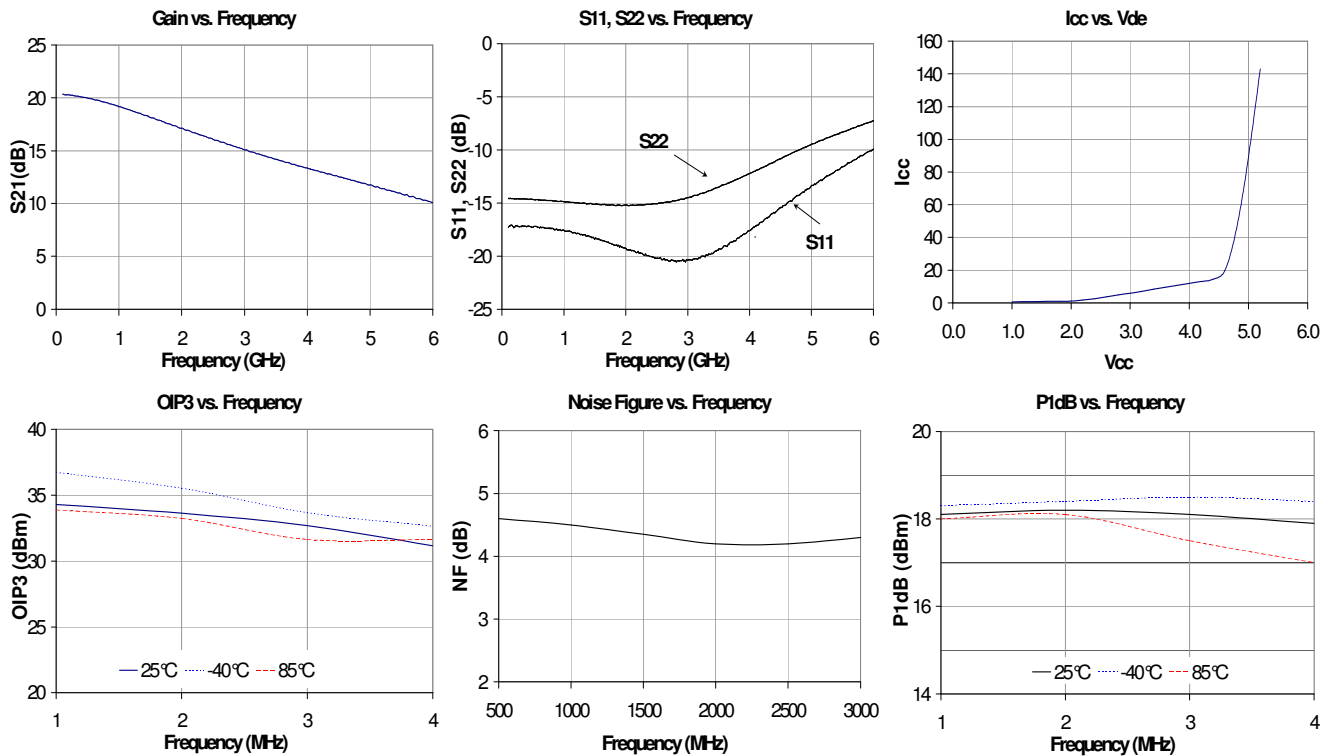 Gain vs. Frequency
25
20
15
10
5
0
S21(dB)
0 1 2 3 4 5 6
Frequency (GHz)
S11, S22 vs. Frequency
0
-5
-10
-15
-20
-25
S11, S22 (dB)
S22
S11
0 1 2 3 4 5 6
Frequency (GHz)
Icc vs. Vde
160
140
120
100
80
60
40
20
0
Icc
0.0 1.0 2.0 3.0 4.0 5.0 6.0
Vcc
OIP3 vs. Frequency
40
35
30
25
20
OIP3 (dBm)
25°C -40°C 85°C
1 2 3 4
Frequency (MHz)
Noise Figure vs. Frequency
6
5
4
3
2
NF (dB)
500 1000 1500 2000 2500 3000
Frequency (MHz)
P1dB vs. Frequency
20
18
16
14
P1dB (dBm)
25°C -40°C 85°C
1 2 3 4
Frequency (MHz)